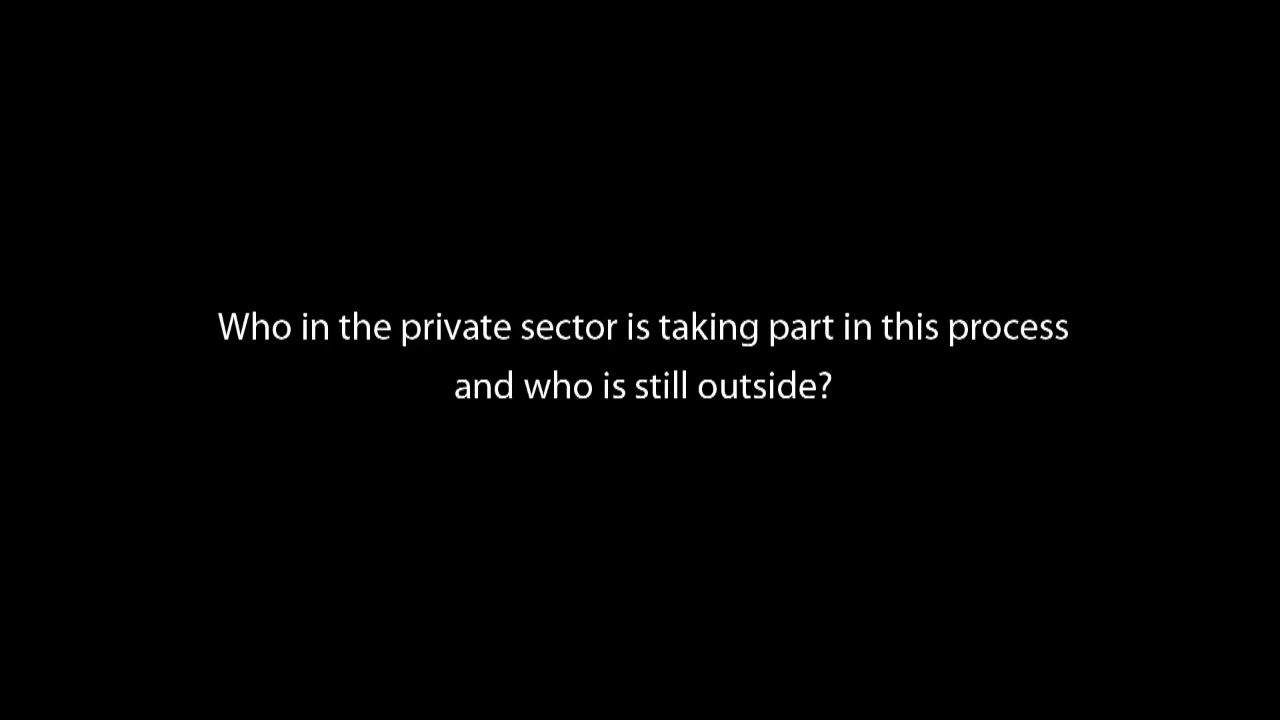 Who in the private sector is taking part in this process
and who is still outside?